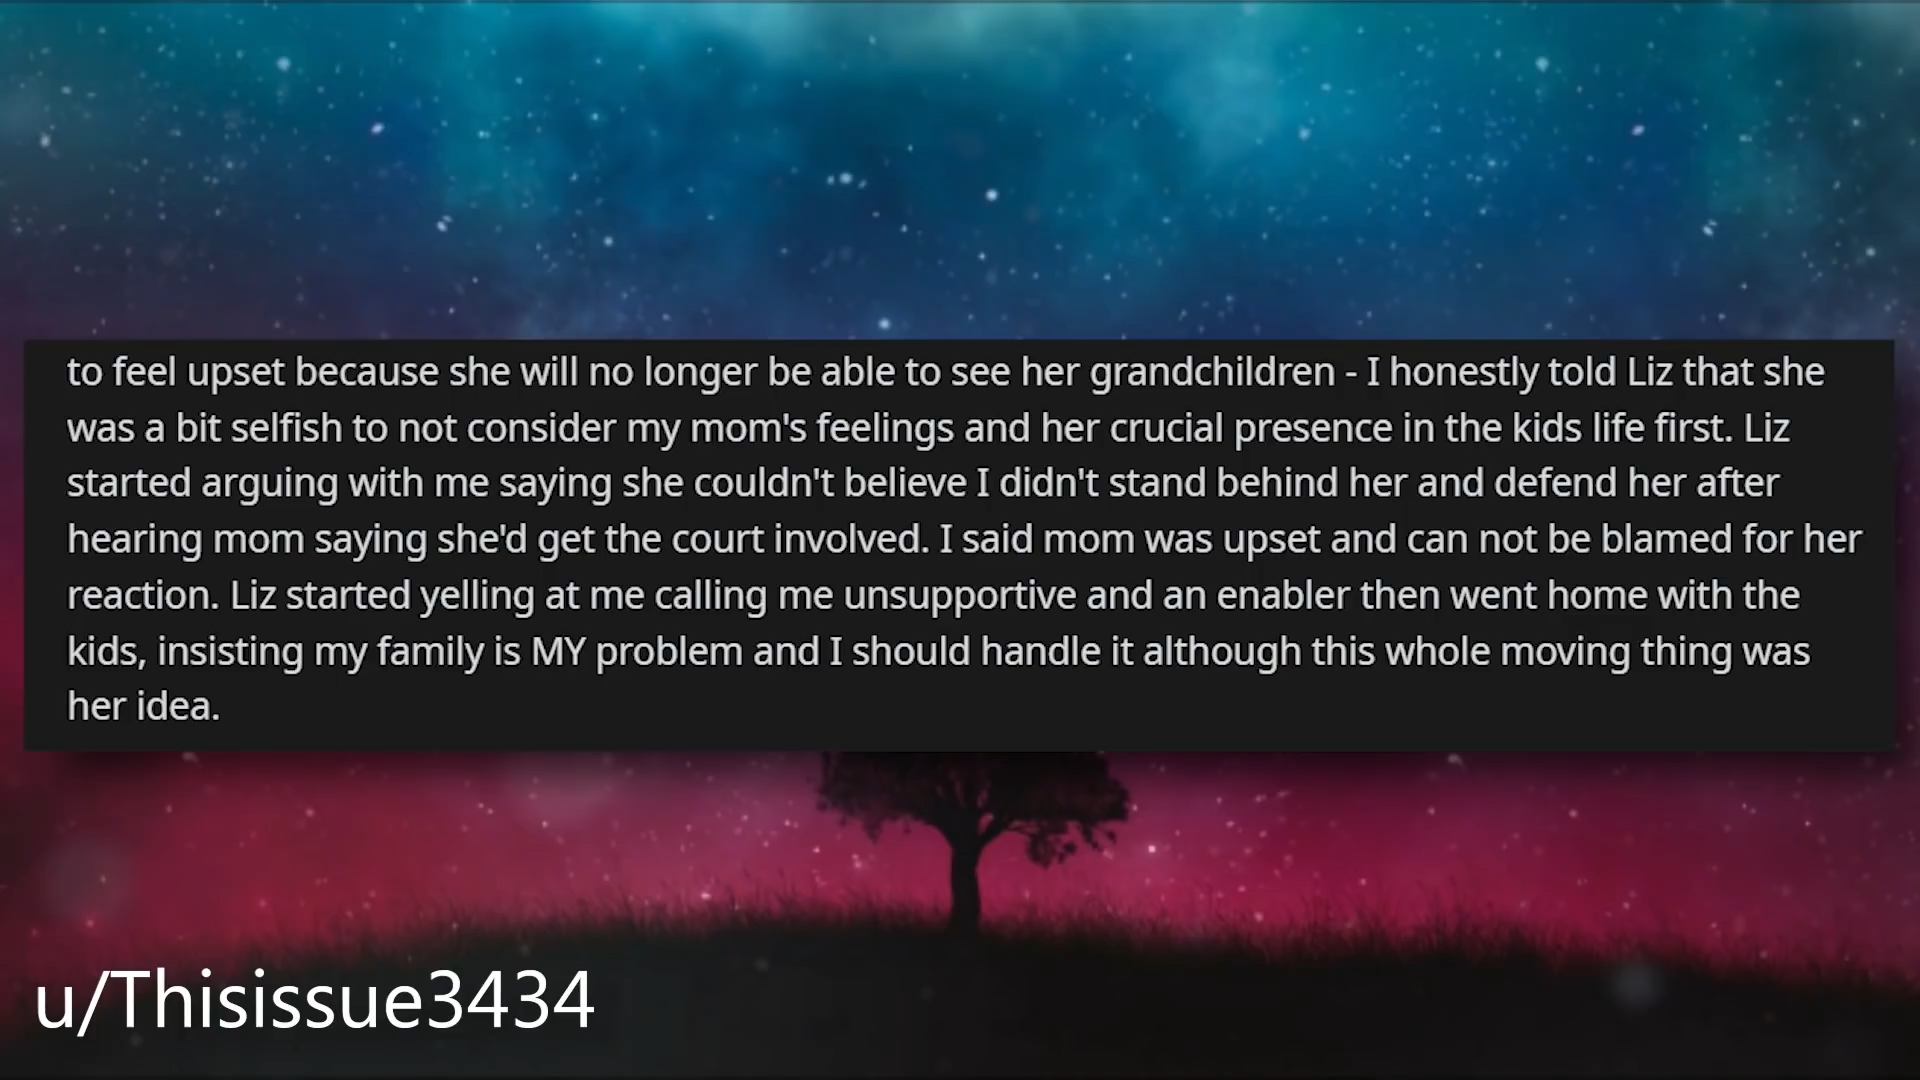 to feel upset because she will no longer be able to see her grandchildren - I honestly told Liz that she
was a bit selfish to not consider my mom's feelings and her crucial presence in the kids life first. Liz
started arguing with me saying she couldn't believe I didn't stand behind her and defend her after
hearing mom saying she'd get the court involved. I said mom was upset and can not be blamed for her
reaction. Liz started yelling at me calling me unsupportive and an enabler then went home with the
kids, insisting my family is MY problem and I should handle it although this whole moving thing was
her idea.
u/Thisissue3434